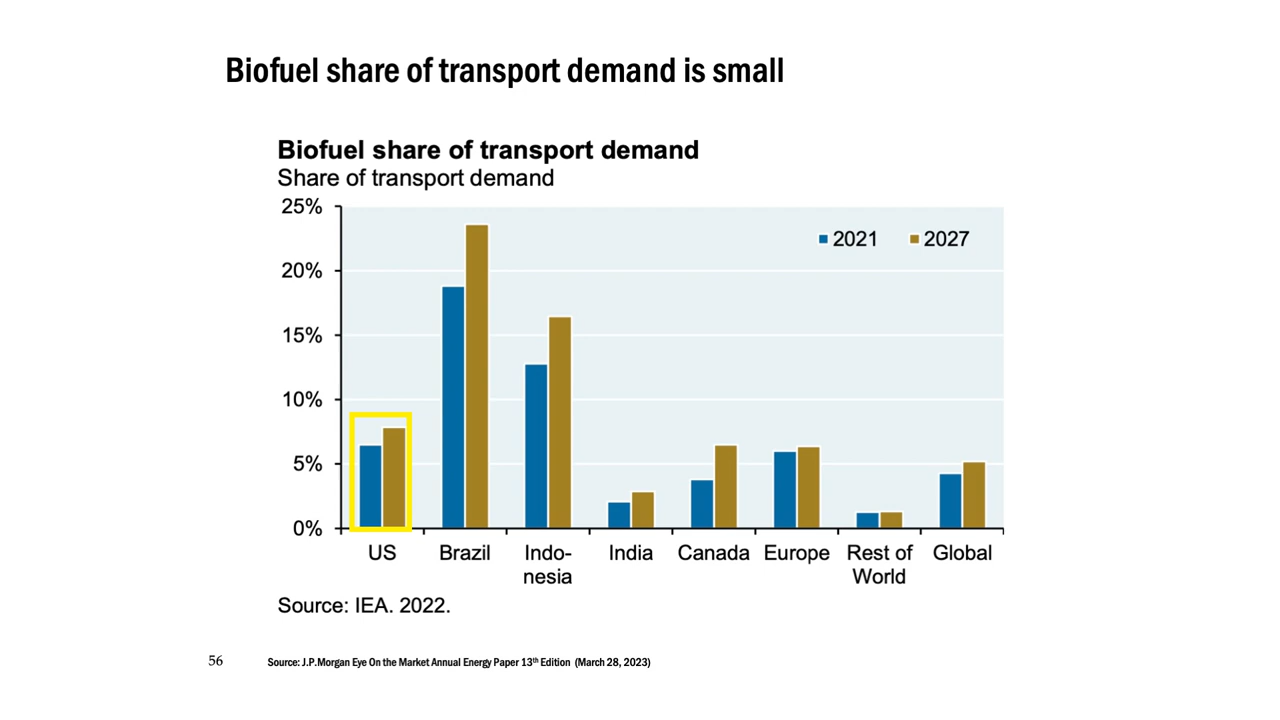 Biofuel share of transport demand is small
Biofuel share of transport demand
Share of transport demand
25%
20%
15%
10%
5%
0%
2021 2027
US Brazil Indo- India Canada Europe Rest of Global
nesia World
Source: IEA. 2022.
56 Source: J.P.Morgan Eye On the Market Annual Energy Paper 13th Edition (March 28, 2023)